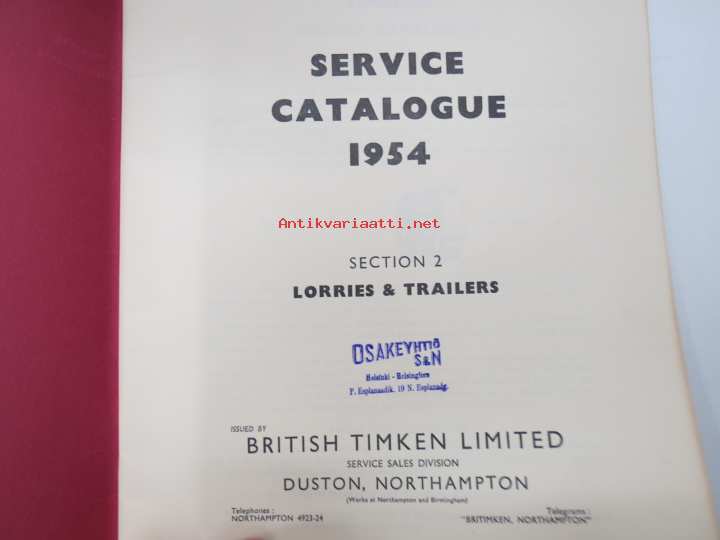 SERVICE
CATALOGUE
1954
Antikvariaatti.net
SECTION 2
LORRIES & TRAILERS
OSAKEYHTIÖ
S&N
Helsinki - Helsingfors
P. Esplanaadik. 19 N. Esplanadg.
ISSUED BY
BRITISH TIMKEN LIMITED
SERVICE SALES DIVISION
DUSTON, NORTHAMPTON
(Works at Northampton and Birmingham)
Telephones :
NORTHAMPTON 4923-24
Telegrams :
"BRITIMKEN, NORTHAMPTON"